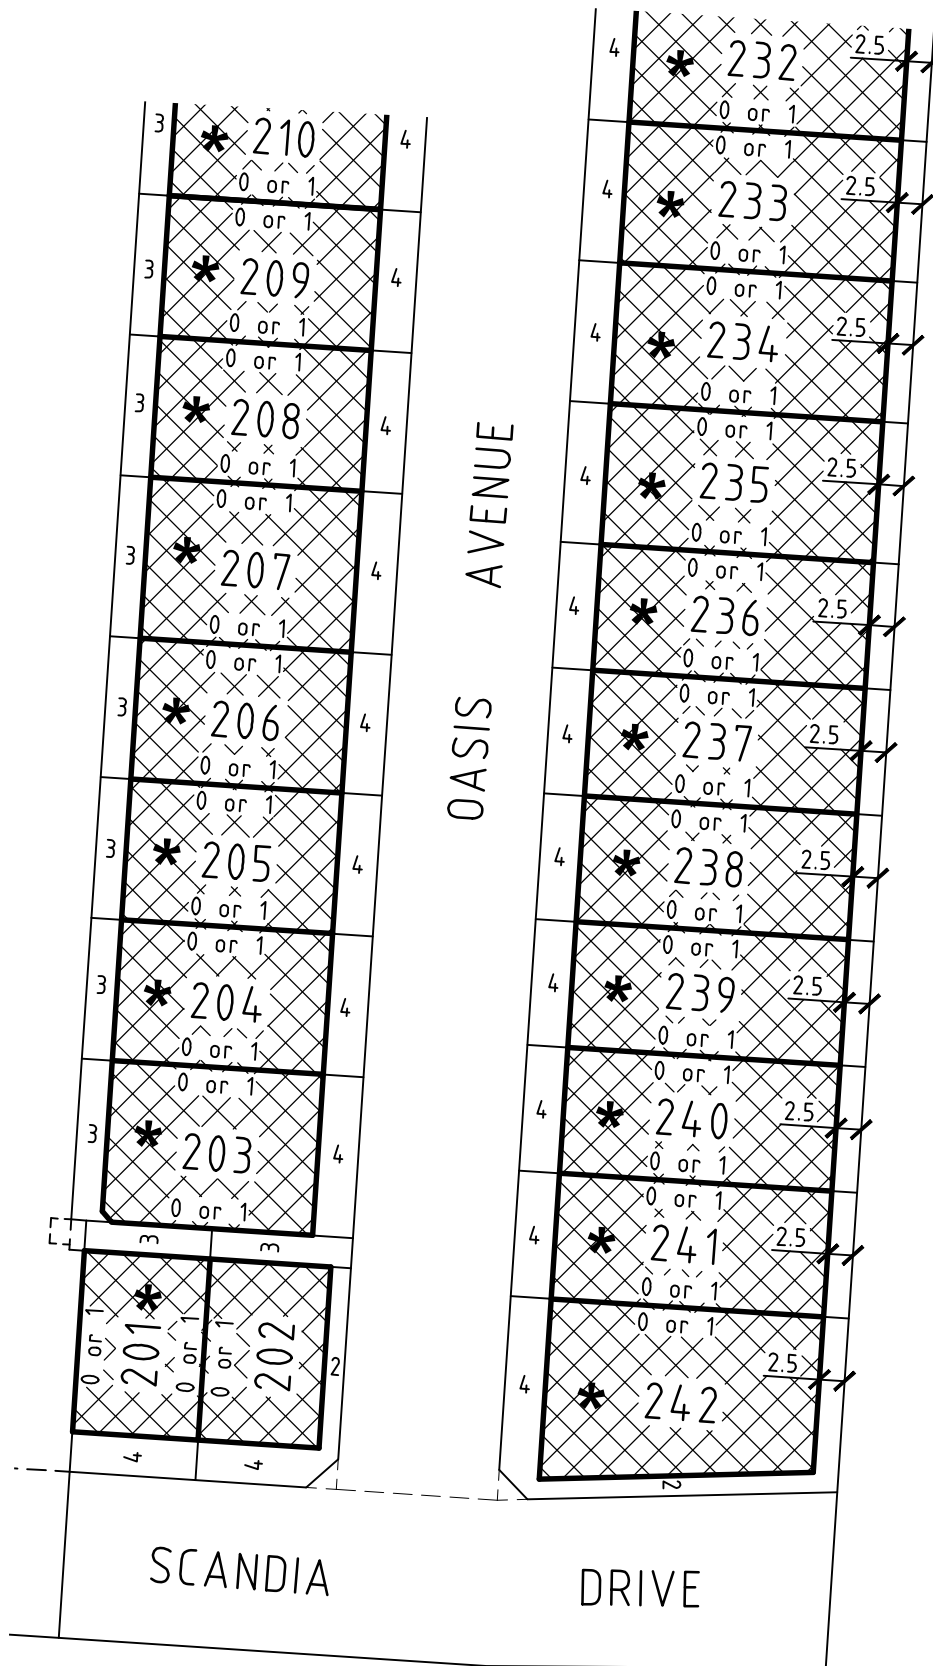 3 * 210 4
0 or 1
0 or 1
3 * 209 4
0 or 1
0 or 1
3 * 208 4
0 or 1
0 or 1
3 * 207 4
0 or 1
0 or 1
3 * 206 4
0 or 1
0 or 1
3 * 205 4
0 or 1
0 or 1
3 * 204 4
0 or 1
0 or 1
3 * 203 4
0 or 1
3 3
0 or 1 * 201 0 or 1
0 or 1 202 2
4 4
OASIS AVENUE
4 * 232 2.5
0 or 1
0 or 1
4 * 233 2.5
0 or 1
0 or 1
4 * 234 2.5
0 or 1
0 or 1
4 * 235 2.5
0 or 1
0 or 1
4 * 236 2.5
0 or 1
0 or 1
4 * 237 2.5
0 or 1
0 or 1
4 * 238 2.5
0 or 1
0 or 1
4 * 239 2.5
0 or 1
0 or 1
4 * 240 2.5
0 or 1
0 or 1
4 * 241 2.5
0 or 1
0 or 1
4 * 242 2.5
2
SCANDIA DRIVE